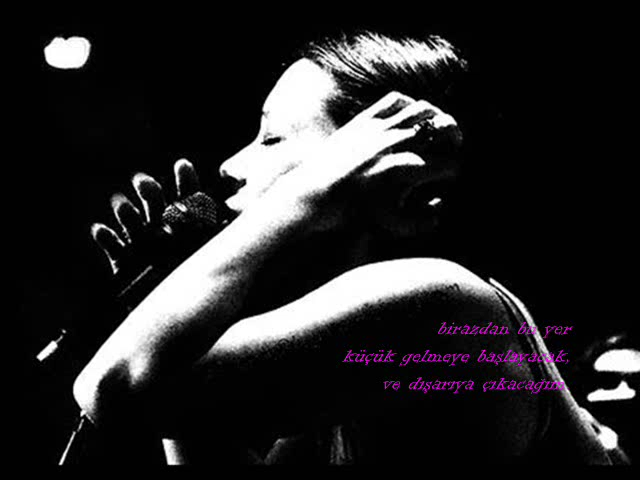 birazdan bu yer
küçük gelmeye başlayacak,
ve dışarıya çıkacağım.